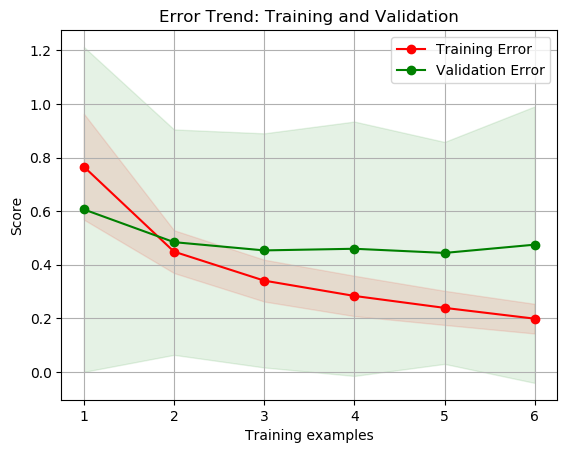 Error Trend: Training and Validation
Training Error
Validation Error
Score
1.2
1.0
0.8
0.6
0.4
0.2
0.0
1 2 3 4 5 6
Training examples